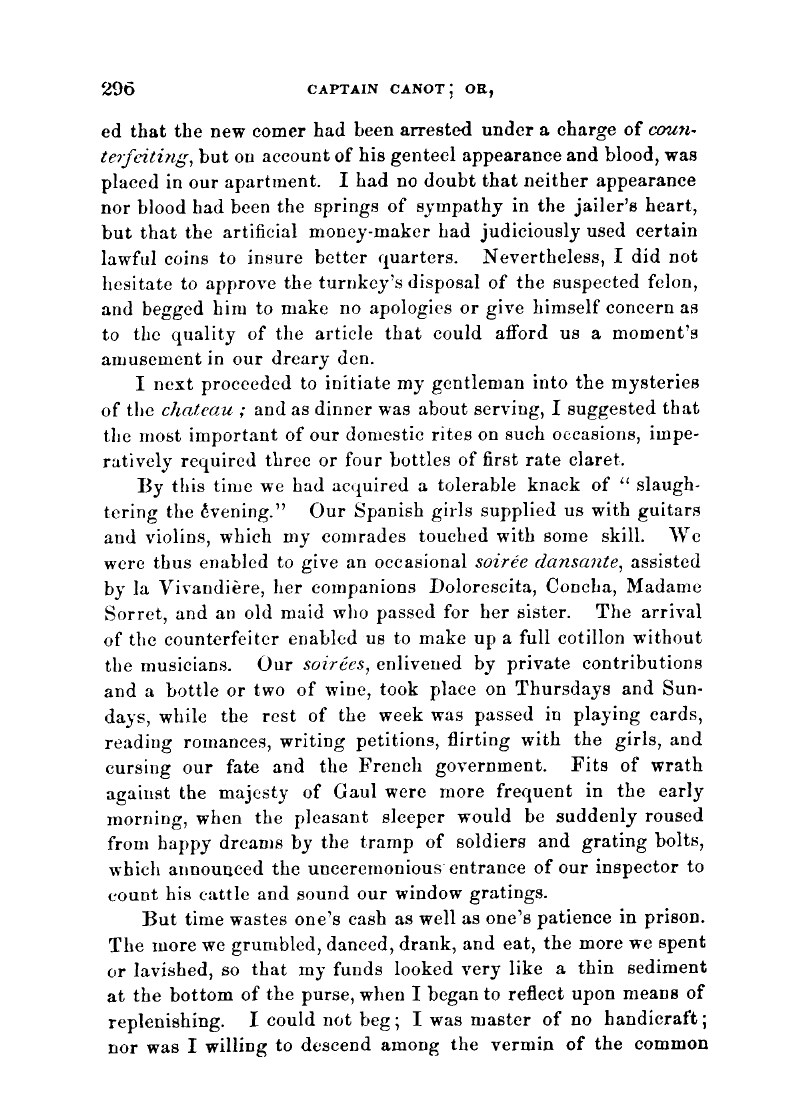 296 CAPTAIN CANOT; OR,
ed that the new comer had been arrested under a charge of coun-
terfeiting, but on account of his genteel appearance and blood, was
placed in our apartment. I had no doubt that neither appearance
nor blood had been the springs of sympathy in the jailer's heart,
but that the artificial money-maker had judiciously used certain
lawful coins to insure better quarters. Nevertheless, I did not
hesitate to approve the turnkey's disposal of the suspected felon,
and begged him to make no apologies or give himself concern as
to the quality of the article that could afford us a moment's
amusement in our dreary den.
I next proceeded to initiate my gentleman into the mysteries
of the chateau ; and as dinner was about serving, I suggested that
the most important of our domestic rites on such occasions, impe-
ratively required three or four bottles of first rate claret.
By this time we had acquired a tolerable knack of “ slaugh-
tering the évening.” Our Spanish girls supplied us with guitars
and violins, which my comrades touched with some skill. We
were thus enabled to give an occasional soirée dansante, assisted
by la Vivandière, her companions Dolorescita, Concha, Madame
Sorret, and an old maid who passed for her sister. The arrival
of the counterfeiter enabled us to make up a full cotillon without
the musicians. Our soirées, enlivened by private contributions
and a bottle or two of wine, took place on Thursdays and Sun-
days, while the rest of the week was passed in playing cards,
reading romances, writing petitions, flirting with the girls, and
cursing our fate and the French government. Fits of wrath
against the majesty of Gaul were more frequent in the early
morning, when the pleasant sleeper would be suddenly roused
from happy dreams by the tramp of soldiers and grating bolts,
which announced the unceremonious entrance of our inspector to
count his cattle and sound our window gratings.
But time wastes one's cash as well as one's patience in prison.
The more we grumbled, danced, drank, and eat, the more we spent
or lavished, so that my funds looked very like a thin sediment
at the bottom of the purse, when I began to reflect upon means of
replenishing. I could not beg; I was master of no handicraft;
nor was I willing to descend among the vermin of the common